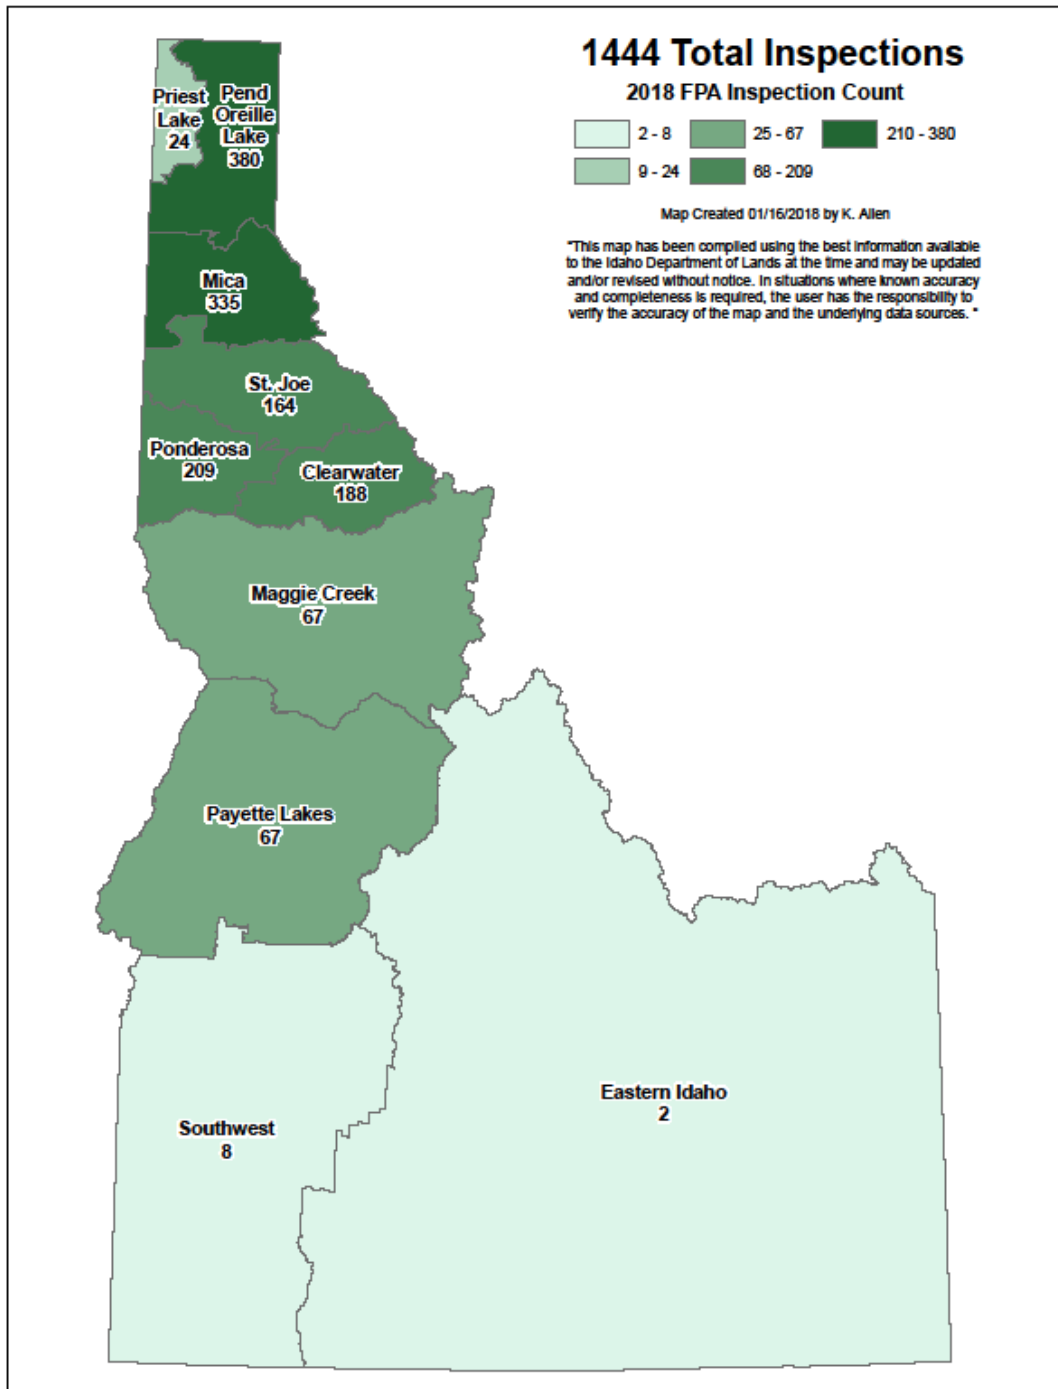 1444 Total Inspections
2018 FPA Inspection Count
2 - 8
25 - 67
210 - 380
9 - 24
68 - 209
Map Created 01/16/2018 by K. Allen
"This map has been compiled using the best information available
to the Idaho Department of Lands at the time and may be updated
and/or revised without notice. In situations where known accuracy
and completeness is required, the user has the responsibility to
verify the accuracy of the map and the underlying data sources. "
Priest
Lake
24
Pend
Oreille
Lake
380
Mica
335
St. Joe
164
Ponderosa
209
Clearwater
188
Maggie Creek
67
Payette Lakes
67
Eastern Idaho
2
Southwest
8